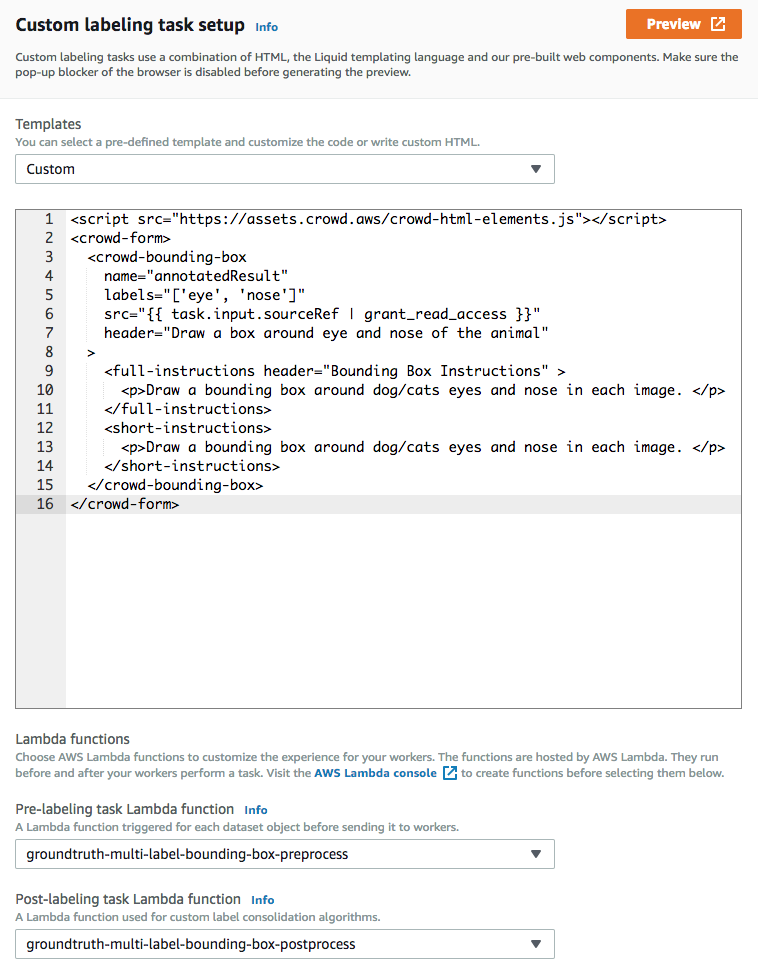 Custom labeling task setup Info
Preview
Custom labeling tasks use a combination of HTML, the Liquid templating language and our pre-built web components. Make sure the
pop-up blocker of the browser is disabled before generating the preview.
Templates
You can select a pre-defined template and customize the code or write custom HTML.
Custom
1 <script src="https://assets.crowd.aws/crowd-html-elements.js"></script>
2 <crowd-form>
3   <crowd-bounding-box
4     name="annotatedResult"
5     labels="['eye', 'nose']"
6     src="{{ task.input.sourceRef | grant_read_access }}"
7     header="Draw a box around eye and nose of the animal"
8   >
9     <full-instructions header="Bounding Box Instructions" >
10       <p>Draw a bounding box around dog/cats eyes and nose in each image. </p>
11     </full-instructions>
12     <short-instructions>
13       <p>Draw a bounding box around dog/cats eyes and nose in each image. </p>
14     </short-instructions>
15   </crowd-bounding-box>
16 </crowd-form>
Lambda functions
Choose AWS Lambda functions to customize the experience for your workers. The functions are hosted by AWS Lambda. They run
before and after your workers perform a task. Visit the AWS Lambda console to create functions before selecting them below.
Pre-labeling task Lambda function Info
A Lambda function triggered for each dataset object before sending it to workers.
groundtruth-multi-label-bounding-box-preprocess
Post-labeling task Lambda function Info
A Lambda function used for custom label consolidation algorithms.
groundtruth-multi-label-bounding-box-postprocess